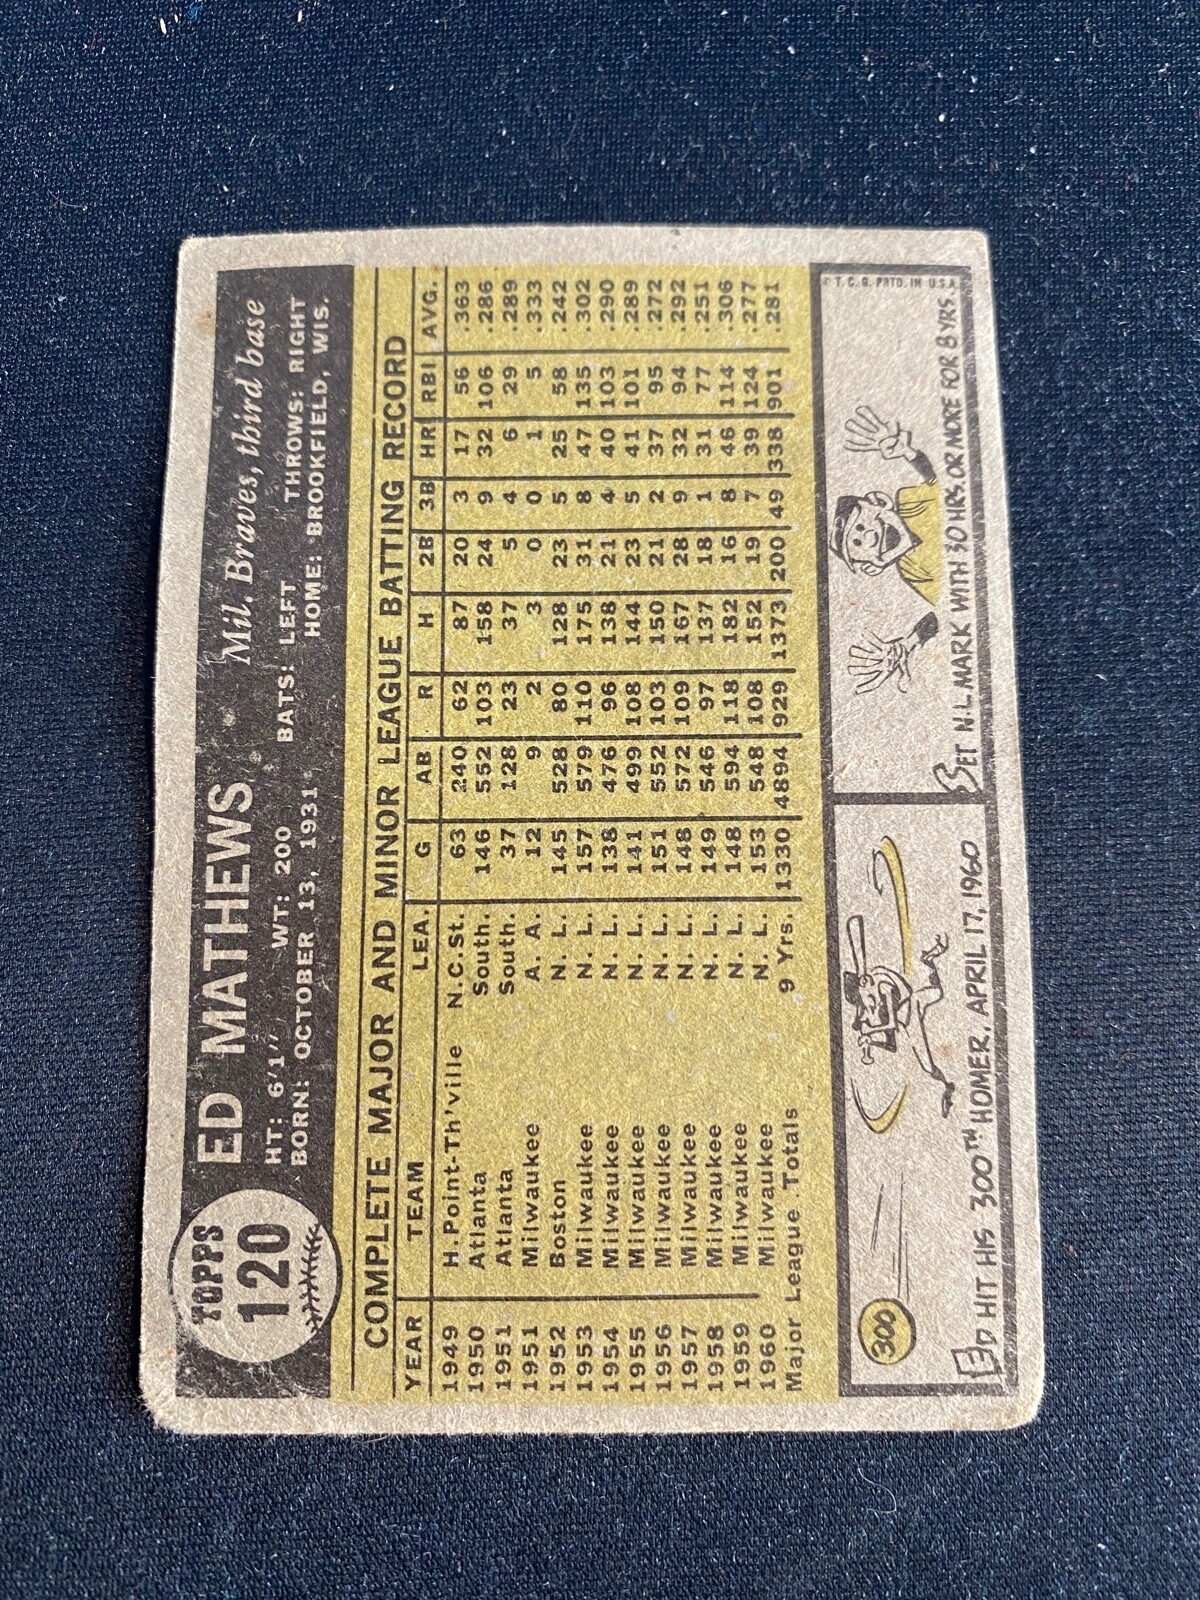 TOPPS
120
ED MATHEWS Mil. Braves, third base
HT: 6'1" WT: 200 BATS: LEFT THROWS: RIGHT
BORN: OCTOBER 13, 1931 HOME: BROOKFIELD, WIS.
COMPLETE MAJOR AND MINOR LEAGUE BATTING RECORD
YEAR TEAM LEA. G AB R H 2B 3B HR RBI AVG.
1949 H. Point-Th'ville N.C.St. 63 240 62 87 20 3 17 56 .363
1950 Atlanta South. 146 552 103 158 24 9 32 106 .286
1951 Atlanta South. 37 128 23 37 5 4 6 29 .289
1951 Milwaukee A. A. 12 9 2 3 0 0 1 5 .333
1952 Boston N. L. 145 528 80 128 23 5 25 58 .242
1953 Milwaukee N. L. 157 579 110 175 31 8 47 135 .302
1954 Milwaukee N. L. 138 476 96 138 21 4 40 103 .290
1955 Milwaukee N. L. 141 499 108 144 23 5 41 101 .289
1956 Milwaukee N. L. 151 552 103 150 21 2 37 95 .272
1957 Milwaukee N. L. 148 572 109 167 28 9 32 94 .292
1958 Milwaukee N. L. 149 546 97 137 18 1 31 77 .251
1959 Milwaukee N. L. 148 594 118 182 16 8 46 114 .306
1960 Milwaukee N. L. 153 548 108 152 19 7 39 124 .277
Major League Totals 9 Yrs. 1330 4894 929 1373 200 49 338 901 .281
300
ED HIT HIS 300TH HOMER, APRIL 17, 1960
©T.C.G. PRTD. IN U.S.A.
SET N.L. MARK WITH 30 HRS OR MORE FOR 8 YRS.